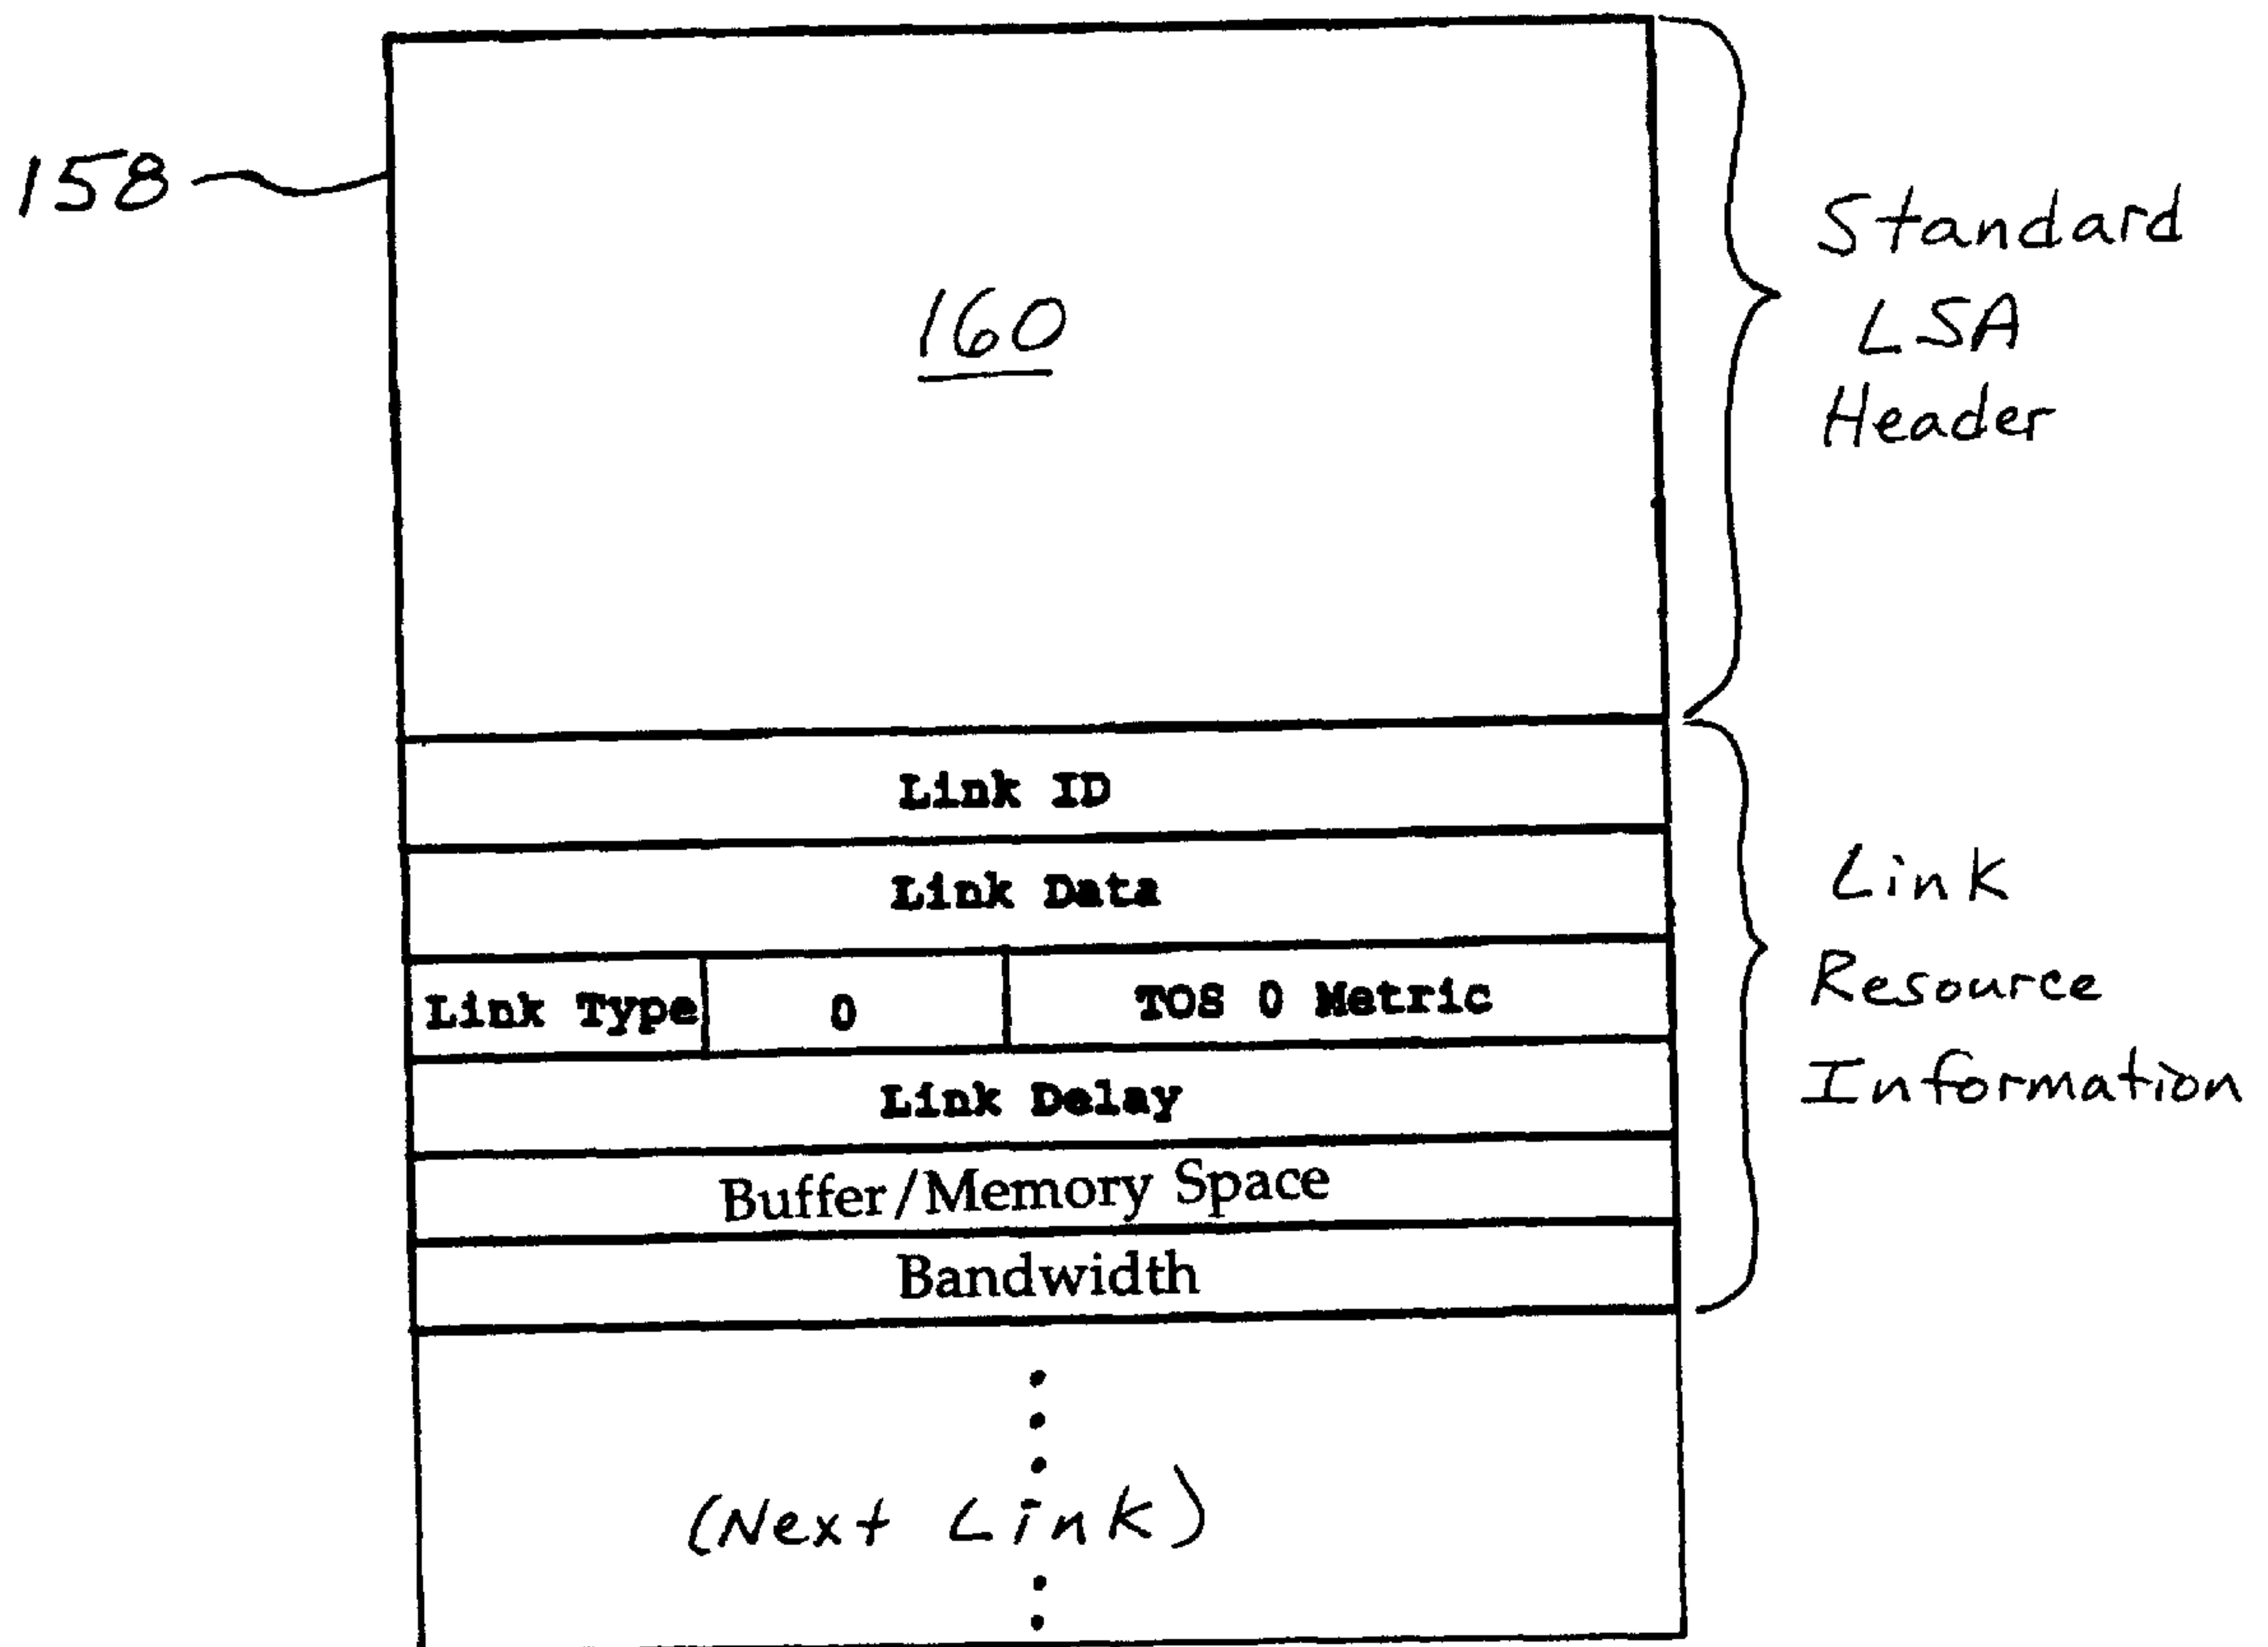 158
160
Standard
LSA
Header
Link ID
Link Data
Link Type 0 TOS 0 Metric
Link Delay
Buffer/Memory Space
Bandwidth
Link
Resource
Information
(Next Link)